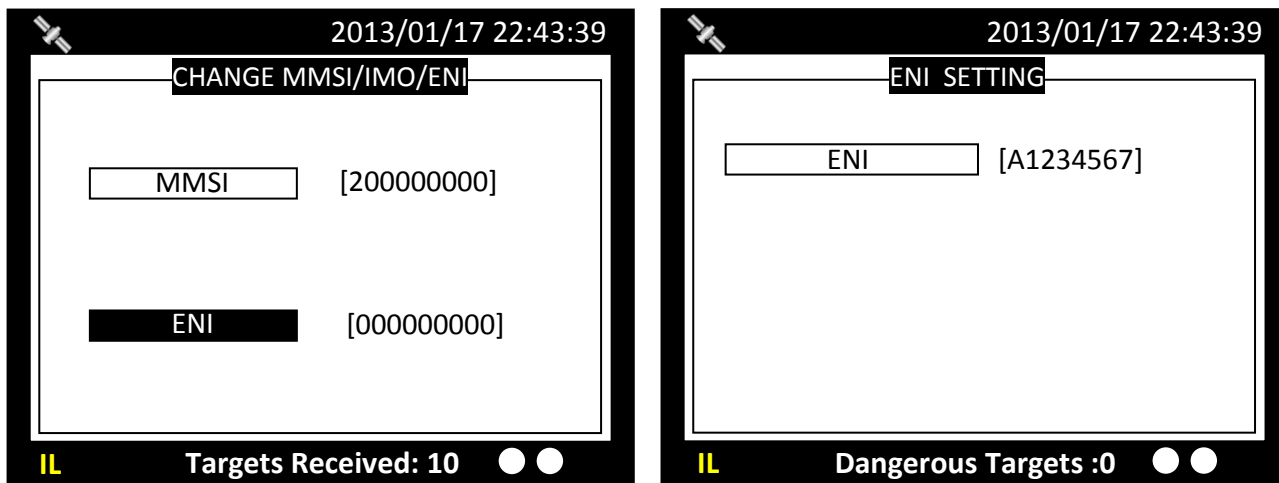 2013/01/17 22:43:39
CHANGE MMSI/IMO/ENI
MMSI [200000000]
ENI [000000000]
IL Targets Received: 10
2013/01/17 22:43:39
ENI SETTING
ENI [A1234567]
IL Dangerous Targets :0